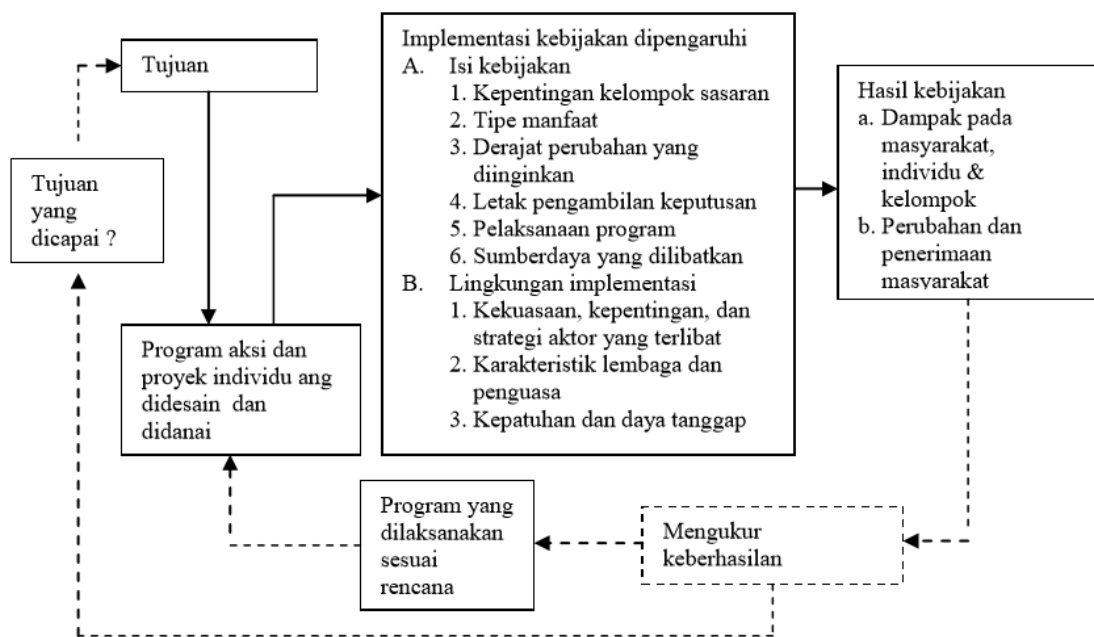 Tujuan
Tujuan
yang
dicapai ?
Program aksi dan
proyek individu ang
didesain dan
didanai
Implementasi kebijakan dipengaruhi
A. Isi kebijakan
1. Kepentingan kelompok sasaran
2. Tipe manfaat
3. Derajat perubahan yang
diinginkan
4. Letak pengambilan keputusan
5. Pelaksanaan program
6. Sumberdaya yang dilibatkan
B. Lingkungan implementasi
1. Kekuasaan, kepentingan, dan
strategi aktor yang terlibat
2. Karakteristik lembaga dan
penguasa
3. Kepatuhan dan daya tanggap
Hasil kebijakan
a. Dampak pada
masyarakat,
individu &
kelompok
b. Perubahan dan
penerimaan
masyarakat
Program yang
dilaksanakan
sesuai
rencana
Mengukur
keberhasilan